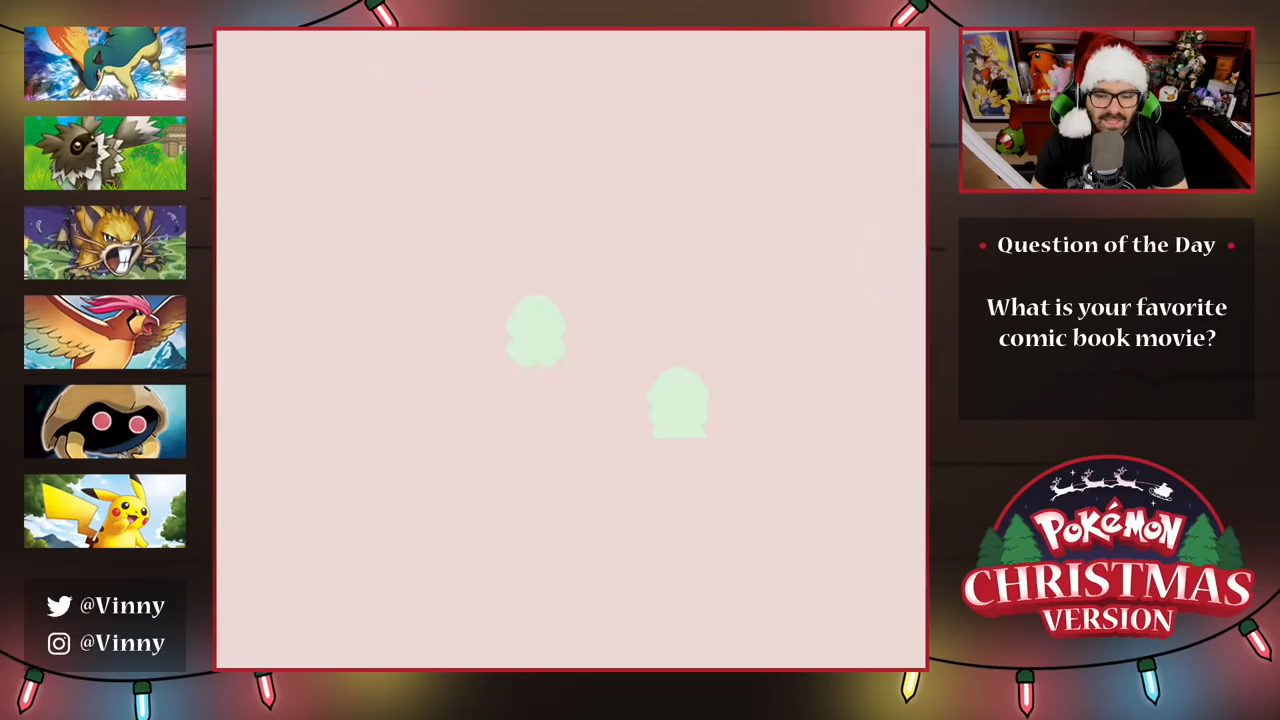 Question of the Day
What is your favorite
comic book movie?
POKéMON
CHRISTMAS
VERSION
@Vinny
@Vinny